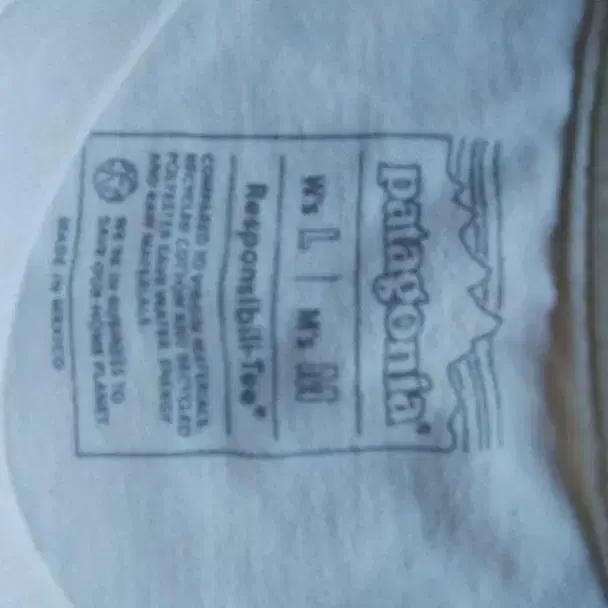 patagonia®
W's L | M's M
Responsibili-Tee®
COMPARED TO VIRGIN MATERIALS,
RECYCLED COTTON AND RECYCLED
POLYESTER SAVE WATER, ENERGY
AND RAW MATERIALS
WE'RE IN BUSINESS TO
SAVE OUR HOME PLANET
MADE IN MEXICO